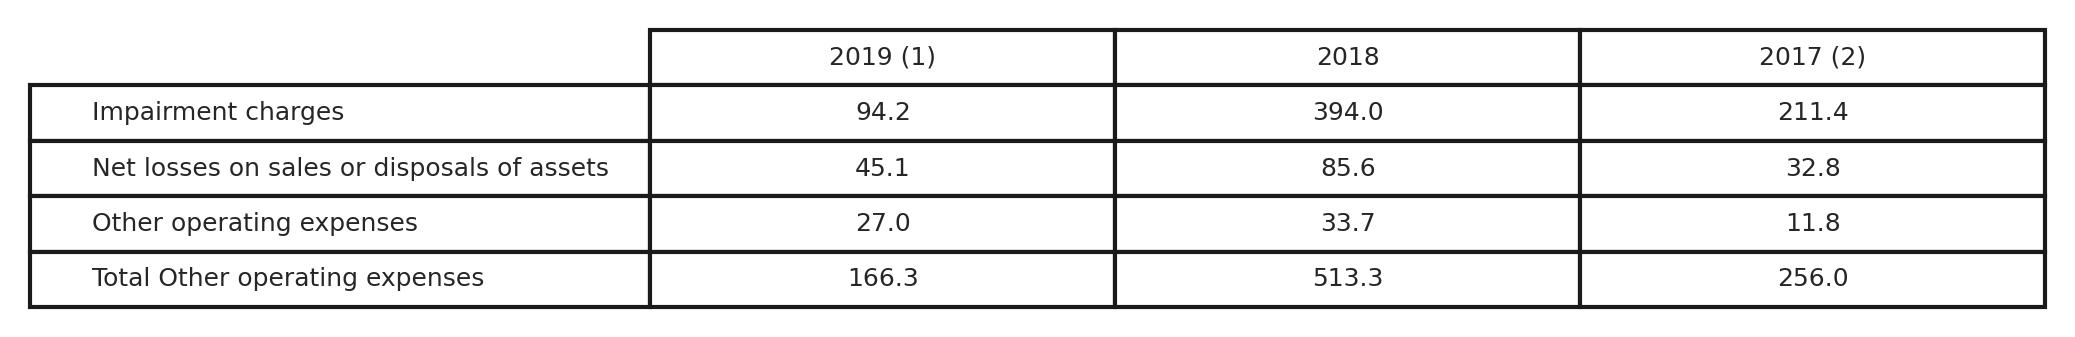 2019 (1) 2018 2017 (2)
Impairment charges 94.2 394.0 211.4
Net losses on sales or disposals of assets 45.1 85.6 32.8
Other operating expenses 27.0 33.7 11.8
Total Other operating expenses 166.3 513.3 256.0